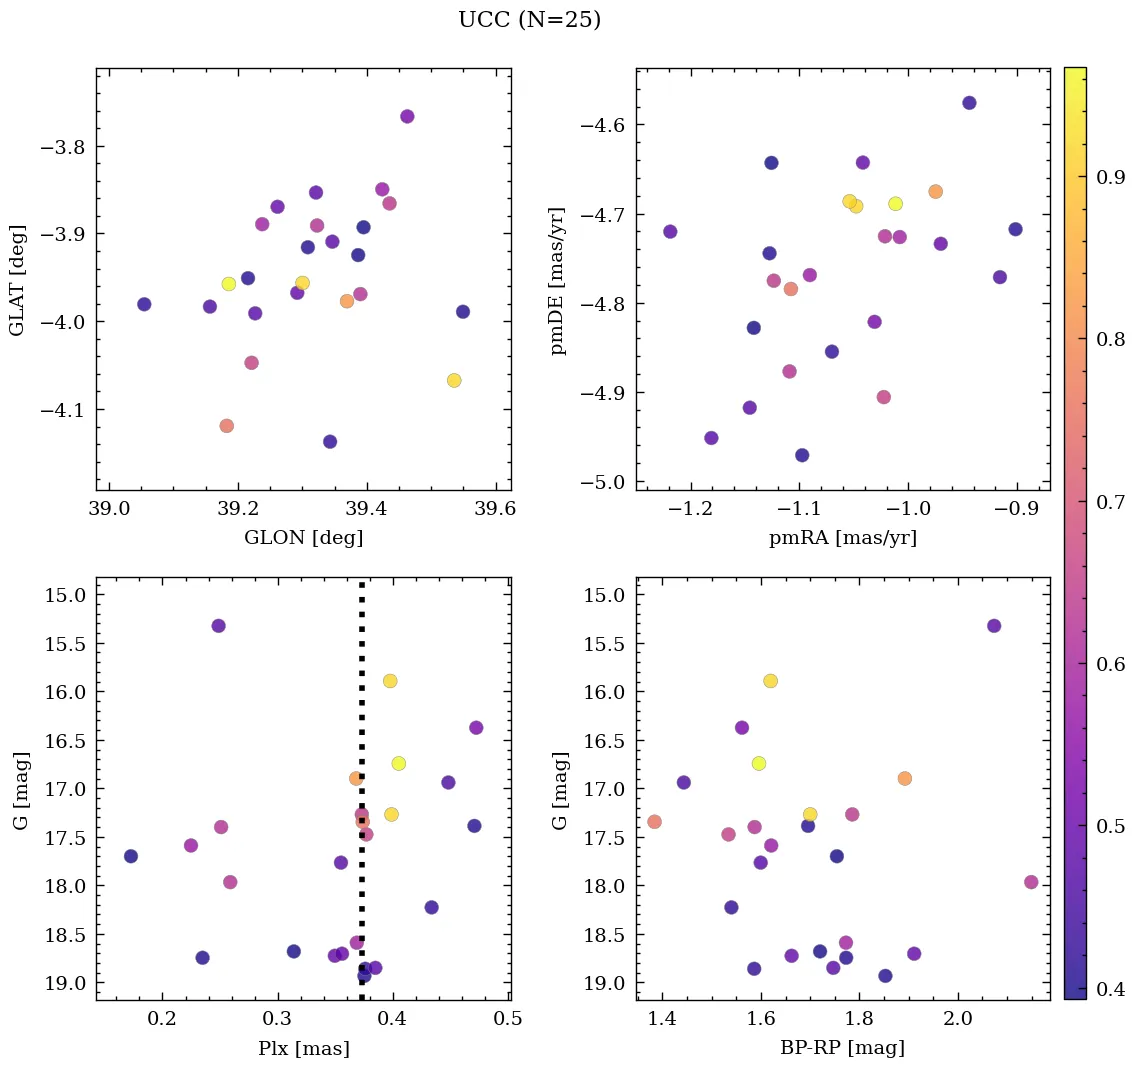 UCC (N=25)
−3.8
−3.9
−4.0
−4.1
GLAT [deg]
39.0 39.2 39.4 39.6
GLON [deg]
−4.6
−4.7
−4.8
−4.9
−5.0
pmDE [mas/yr]
−1.2 −1.1 −1.0 −0.9
pmRA [mas/yr]
15.0
15.5
16.0
16.5
17.0
17.5
18.0
18.5
19.0
G [mag]
0.2 0.3 0.4 0.5
Plx [mas]
15.0
15.5
16.0
16.5
17.0
17.5
18.0
18.5
19.0
G [mag]
1.4 1.6 1.8 2.0
BP-RP [mag]
0.9
0.8
0.7
0.6
0.5
0.4